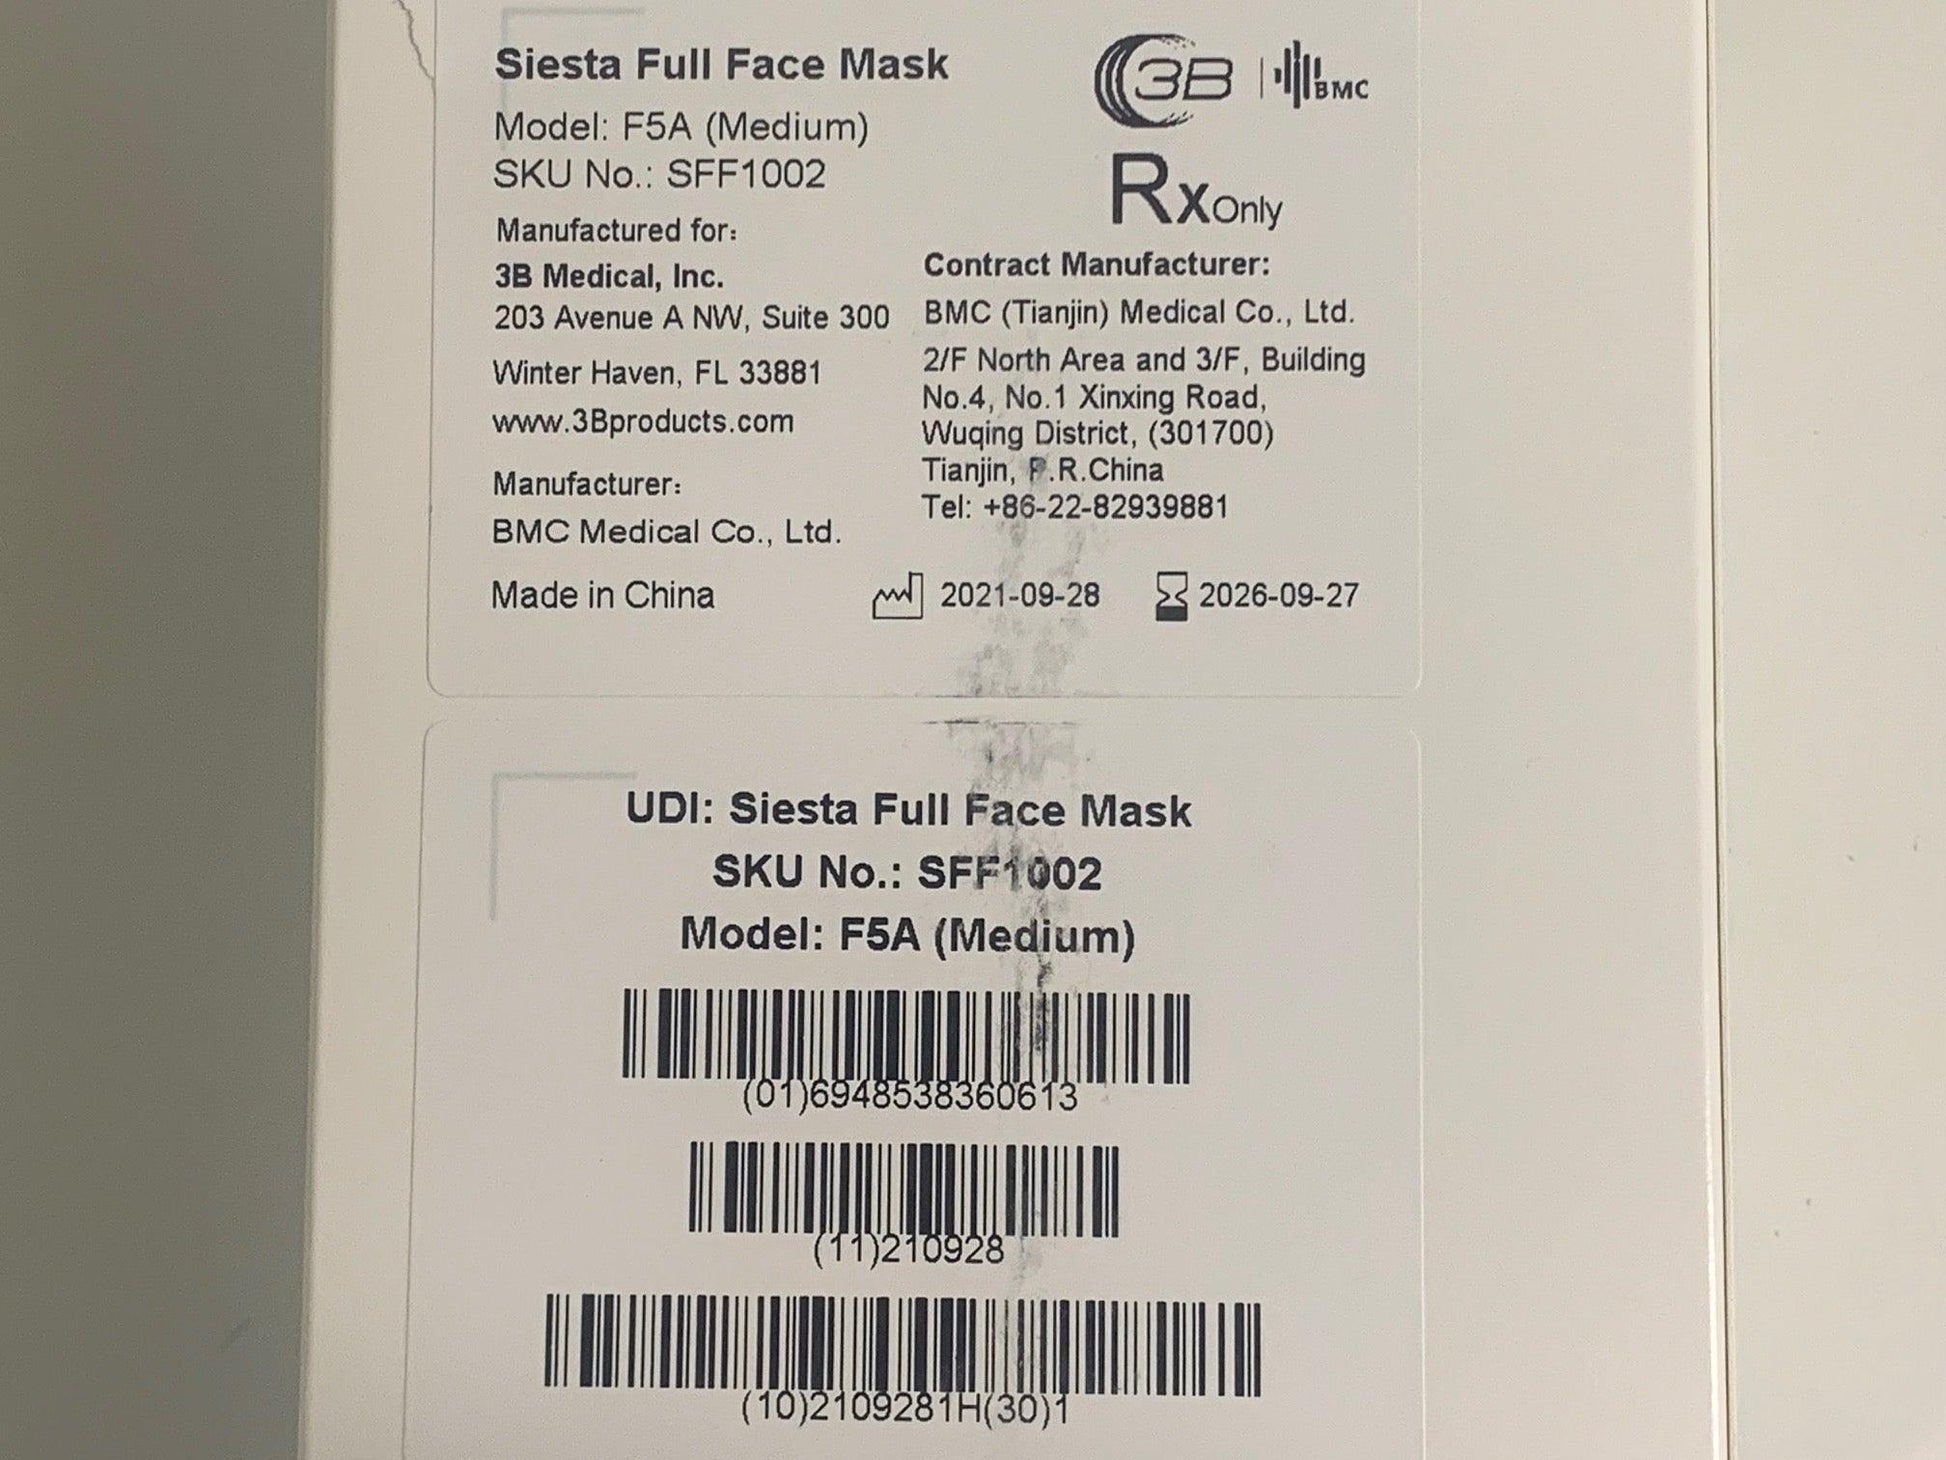 Siesta Full Face Mask
Model: F5A (Medium)
SKU No.: SFF1002
3B | BMC
Rx Only
Manufactured for:
3B Medical, Inc.
203 Avenue A NW, Suite 300
Winter Haven, FL 33881
www.3Bproducts.com
Manufacturer:
BMC Medical Co., Ltd.
Made in China
Contract Manufacturer:
BMC (Tianjin) Medical Co., Ltd.
2/F North Area and 3/F, Building
No.4, No.1 Xinxing Road,
Wuqing District, (301700)
Tianjin, P.R.China
Tel: +86-22-82939881
2021-09-28 2026-09-27
UDI: Siesta Full Face Mask
SKU No.: SFF1002
Model: F5A (Medium)
(01)6948538360613
(11)210928
(10)2109281H(30)1